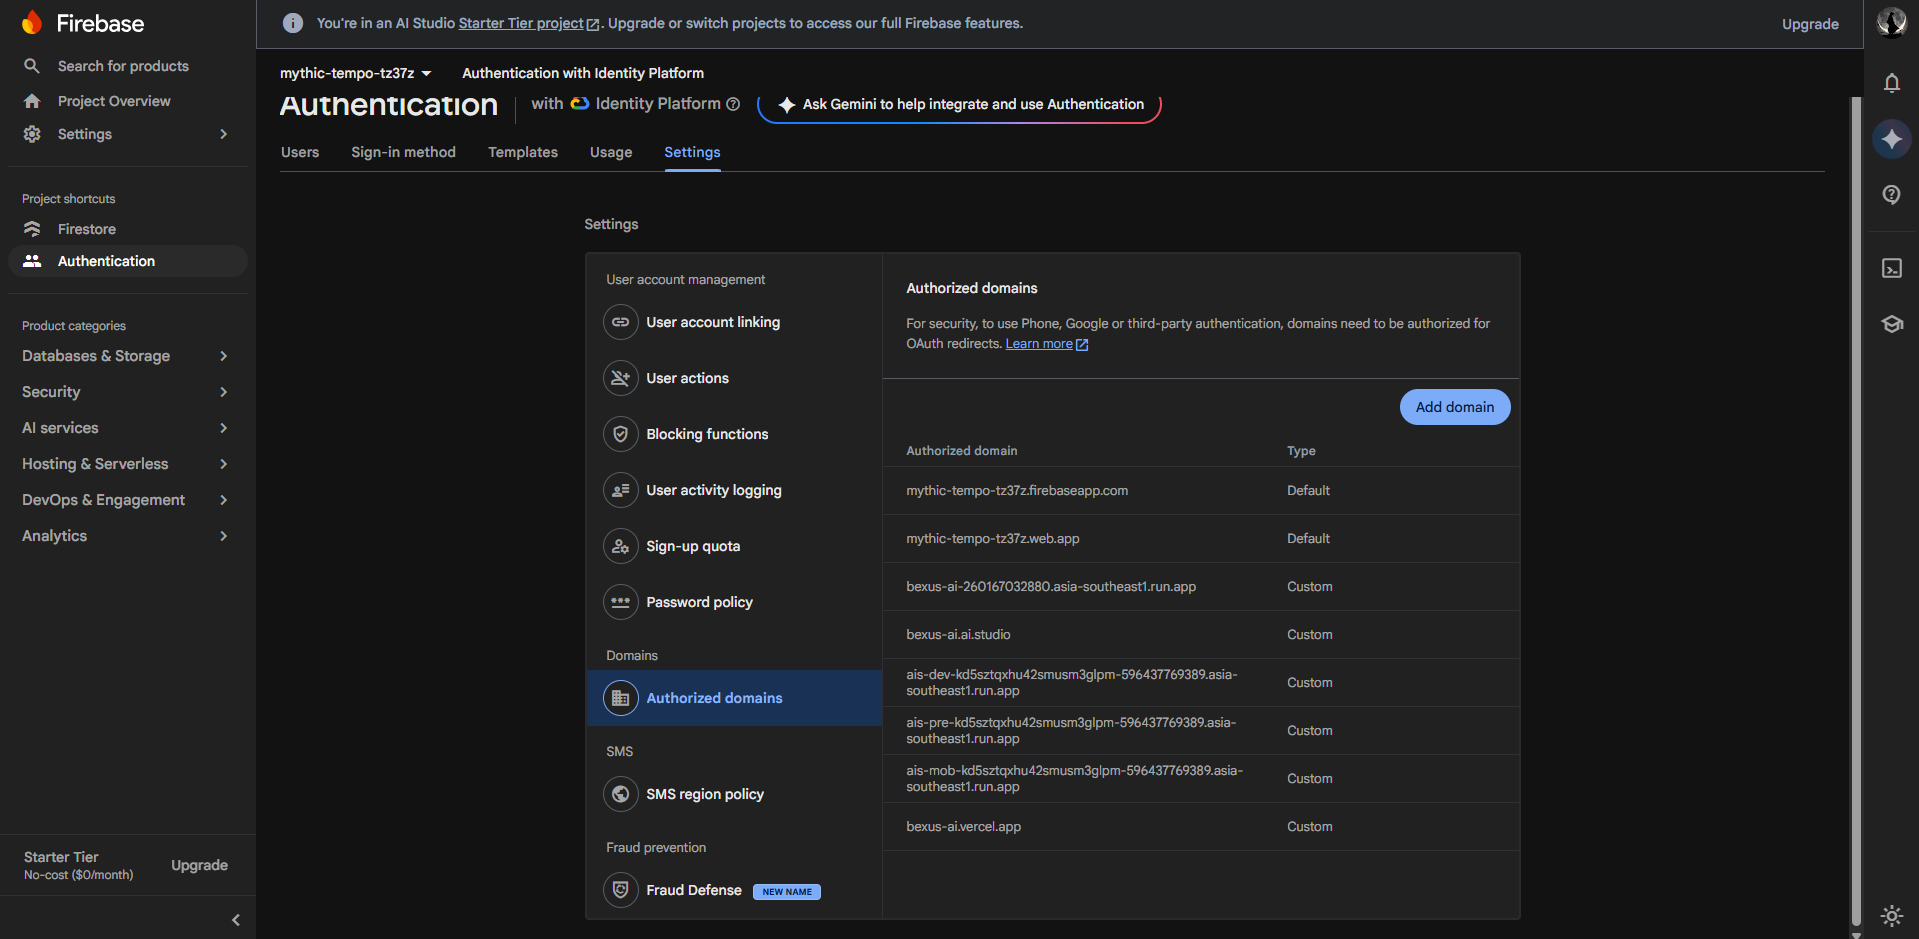 Firebase
You're in an AI Studio Starter Tier project. Upgrade or switch projects to access our full Firebase features.
Upgrade
Search for products
Project Overview
Settings
Project shortcuts
Firestore
Authentication
Product categories
Databases & Storage
Security
AI services
Hosting & Serverless
DevOps & Engagement
Analytics
Starter Tier
No-cost ($0/month)
Upgrade
mythic-tempo-tz37z
Authentication with Identity Platform
Authentication
with Identity Platform
Ask Gemini to help integrate and use Authentication
Users
Sign-in method
Templates
Usage
Settings
Settings
User account management
User account linking
User actions
Blocking functions
User activity logging
Sign-up quota
Password policy
Domains
Authorized domains
SMS
SMS region policy
Fraud prevention
Fraud Defense
NEW NAME
Authorized domains
For security, to use Phone, Google or third-party authentication, domains need to be authorized for
OAuth redirects. Learn more
Add domain
Authorized domain Type
mythic-tempo-tz37z.firebaseapp.com Default
mythic-tempo-tz37z.web.app Default
bexus-ai-260167032880.asia-southeast1.run.app Custom
bexus-ai.ai.studio Custom
ais-dev-kd5sztqxhu42smusm3glpm-596437769389.asia-
southeast1.run.app Custom
ais-pre-kd5sztqxhu42smusm3glpm-596437769389.asia-
southeast1.run.app Custom
ais-mob-kd5sztqxhu42smusm3glpm-596437769389.asia-
southeast1.run.app Custom
bexus-ai.vercel.app Custom